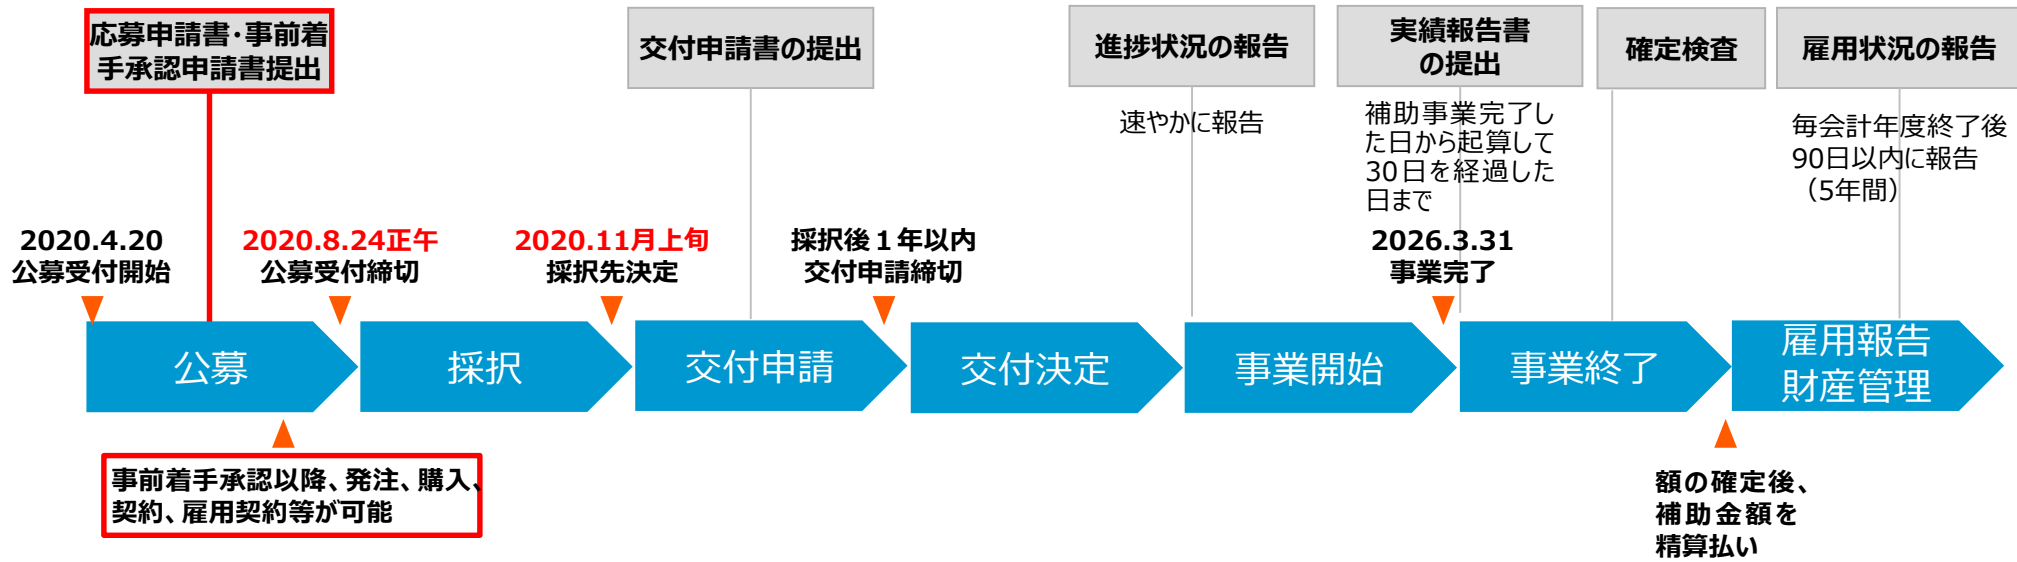 応募申請書･事前着
手承認申請書提出
交付申請書の提出
進捗状況の報告
実績報告書
の提出
確定検査
雇用状況の報告
速やかに報告
補助事業完了し
た日から起算して
30日を経過した
日まで
毎会計年度終了後
90日以内に報告
（5年間）
2020.4.20
公募受付開始
2020.8.24正午
公募受付締切
2020.11月上旬
採択先決定
採択後１年以内
交付申請締切
2026.3.31
事業完了
公募
採択
交付申請
交付決定
事業開始
事業終了
雇用報告
財産管理
事前着手承認以降、発注、購入、
契約、雇用契約等が可能
額の確定後、
補助金額を
精算払い